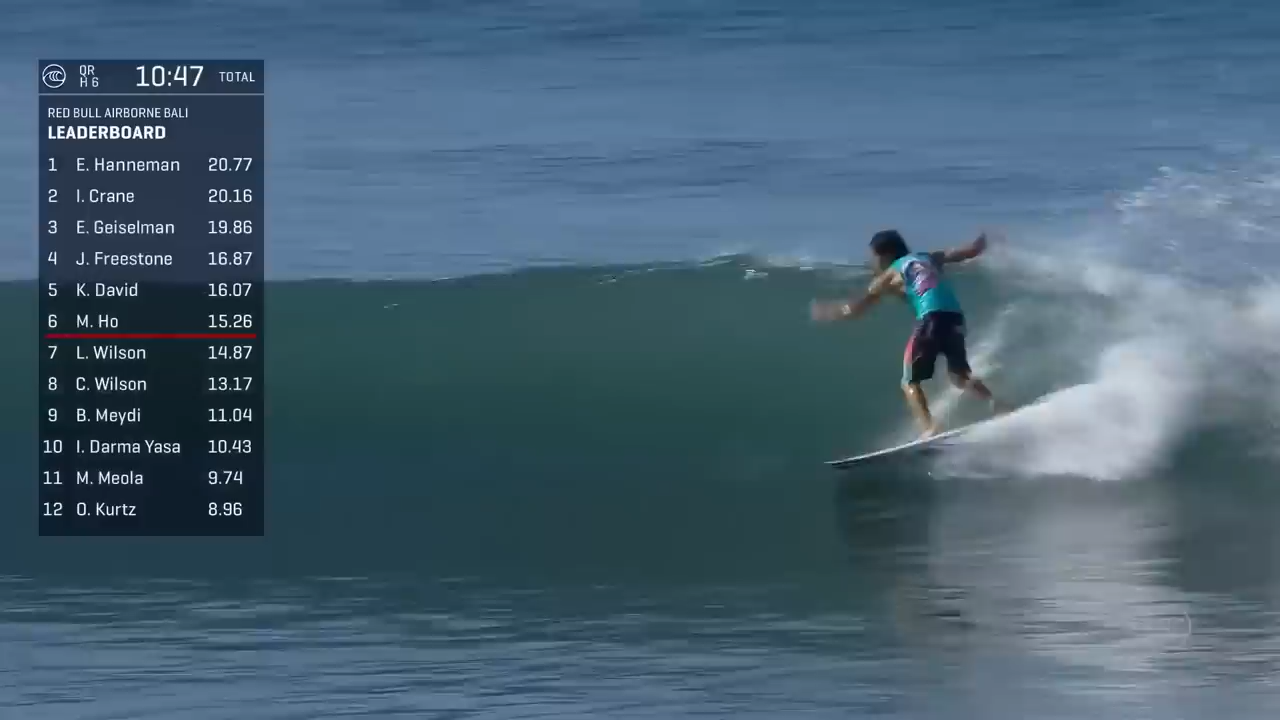 QR
H 6
10:47 TOTAL
RED BULL AIRBORNE BALI
LEADERBOARD
1 E. Hanneman 20.77
2 I. Crane 20.16
3 E. Geiselman 19.86
4 J. Freestone 16.87
5 K. David 16.07
6 M. Ho 15.26
7 L. Wilson 14.87
8 C. Wilson 13.17
9 B. Meydi 11.04
10 I. Darma Yasa 10.43
11 M. Meola 9.74
12 O. Kurtz 8.96